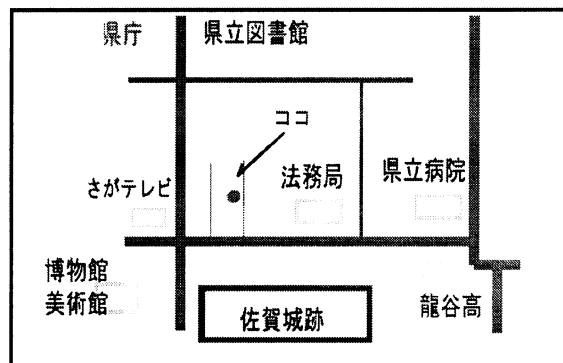 県庁
県立図書館
ココ
さがテレビ
法務局
県立病院
博物館
美術館
佐賀城跡
龍谷高